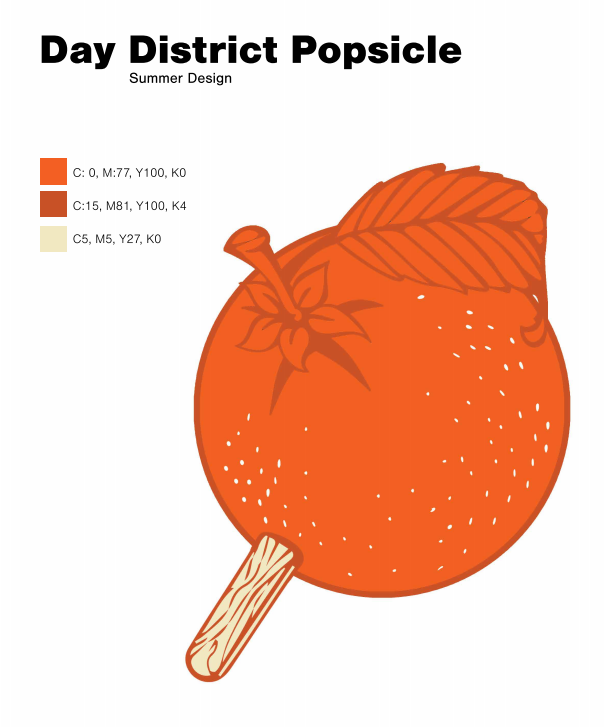 Day District Popsicle
Summer Design
C: 0, M:77, Y100, K0
C:15, M81, Y100, K4
C5, M5, Y27, K0